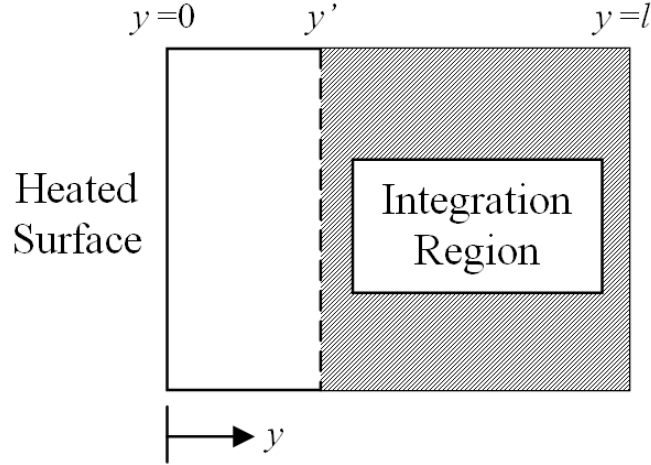 y =0 y’ y =l
Heated
Surface
Integration
Region
y